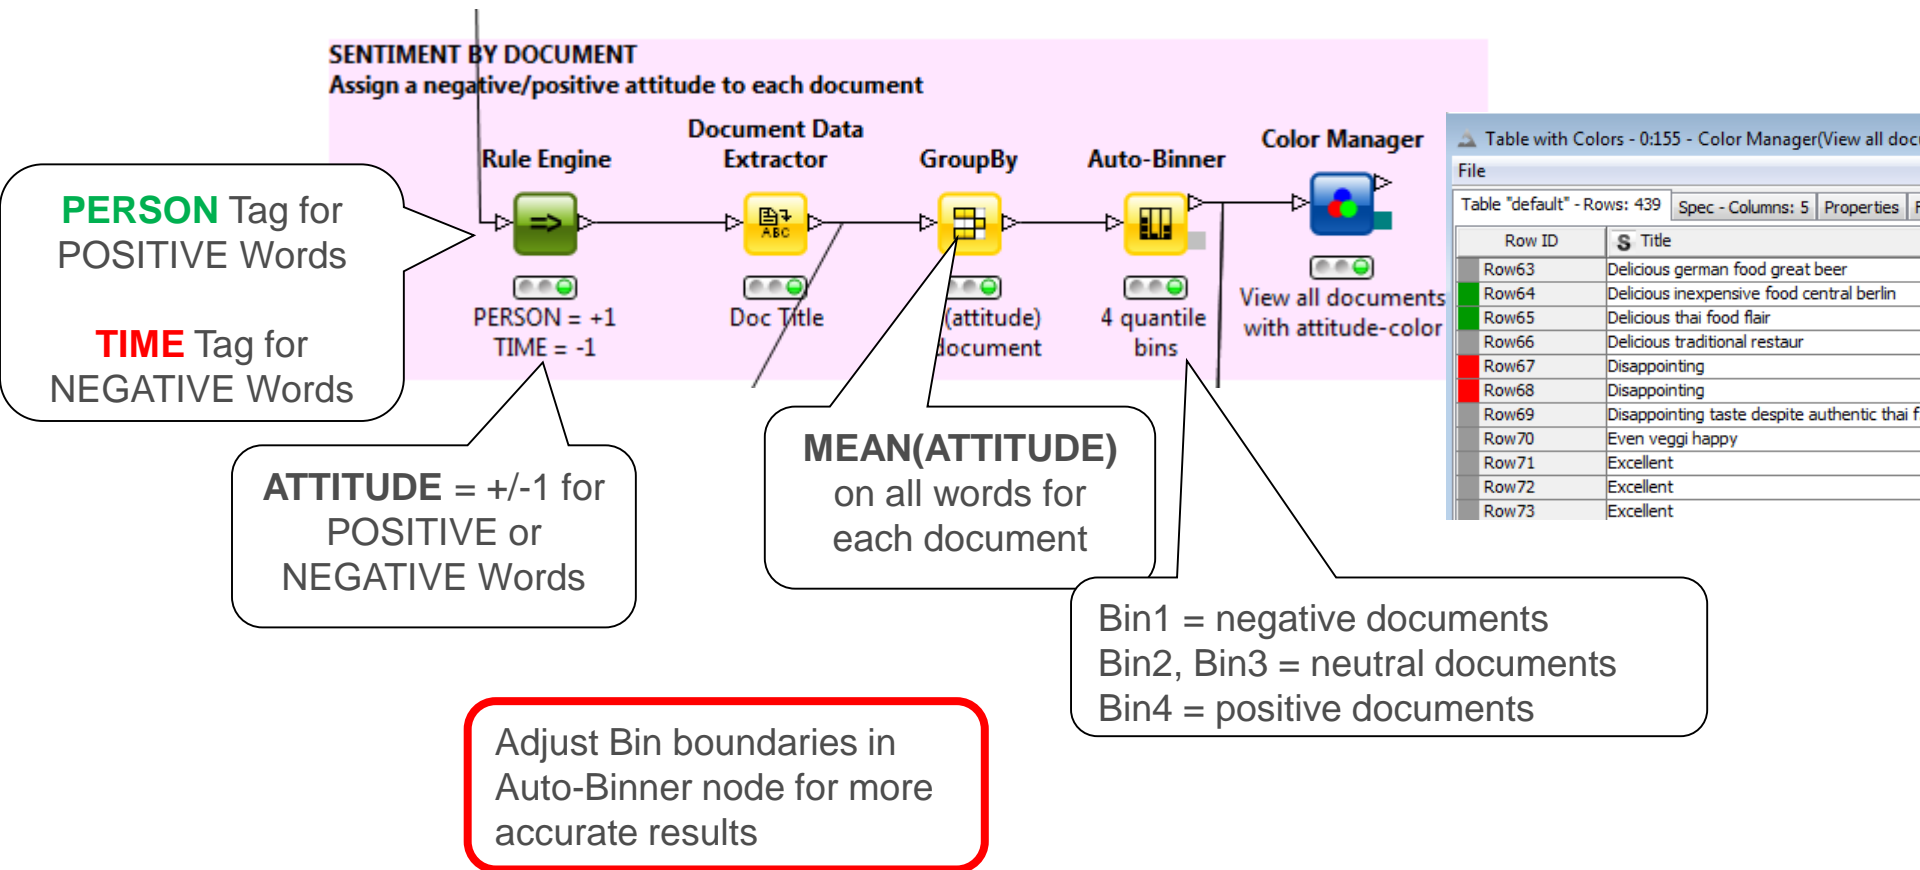 SENTIMENT BY DOCUMENT
Assign a negative/positive attitude to each document
Rule Engine
Document Data
Extractor
GroupBy
Auto-Binner
Color Manager
ABC
PERSON = +1
TIME = -1
Doc Title
(attitude)
document
4 quantile
bins
View all documents
with attitude-color
PERSON Tag for
POSITIVE Words
TIME Tag for
NEGATIVE Words
ATTITUDE = +/-1 for
POSITIVE or
NEGATIVE Words
MEAN(ATTITUDE)
on all words for
each document
Bin1 = negative documents
Bin2, Bin3 = neutral documents
Bin4 = positive documents
Adjust Bin boundaries in
Auto-Binner node for more
accurate results
Table with Colors - 0:155 - Color Manager(View all doc
File
Table "default" - Rows: 439 Spec - Columns: 5 Properties F
Row ID S Title
Row63 Delicious german food great beer
Row64 Delicious inexpensive food central berlin
Row65 Delicious thai food flair
Row66 Delicious traditional restaur
Row67 Disappointing
Row68 Disappointing
Row69 Disappointing taste despite authentic thai f
Row70 Even veggi happy
Row71 Excellent
Row72 Excellent
Row73 Excellent